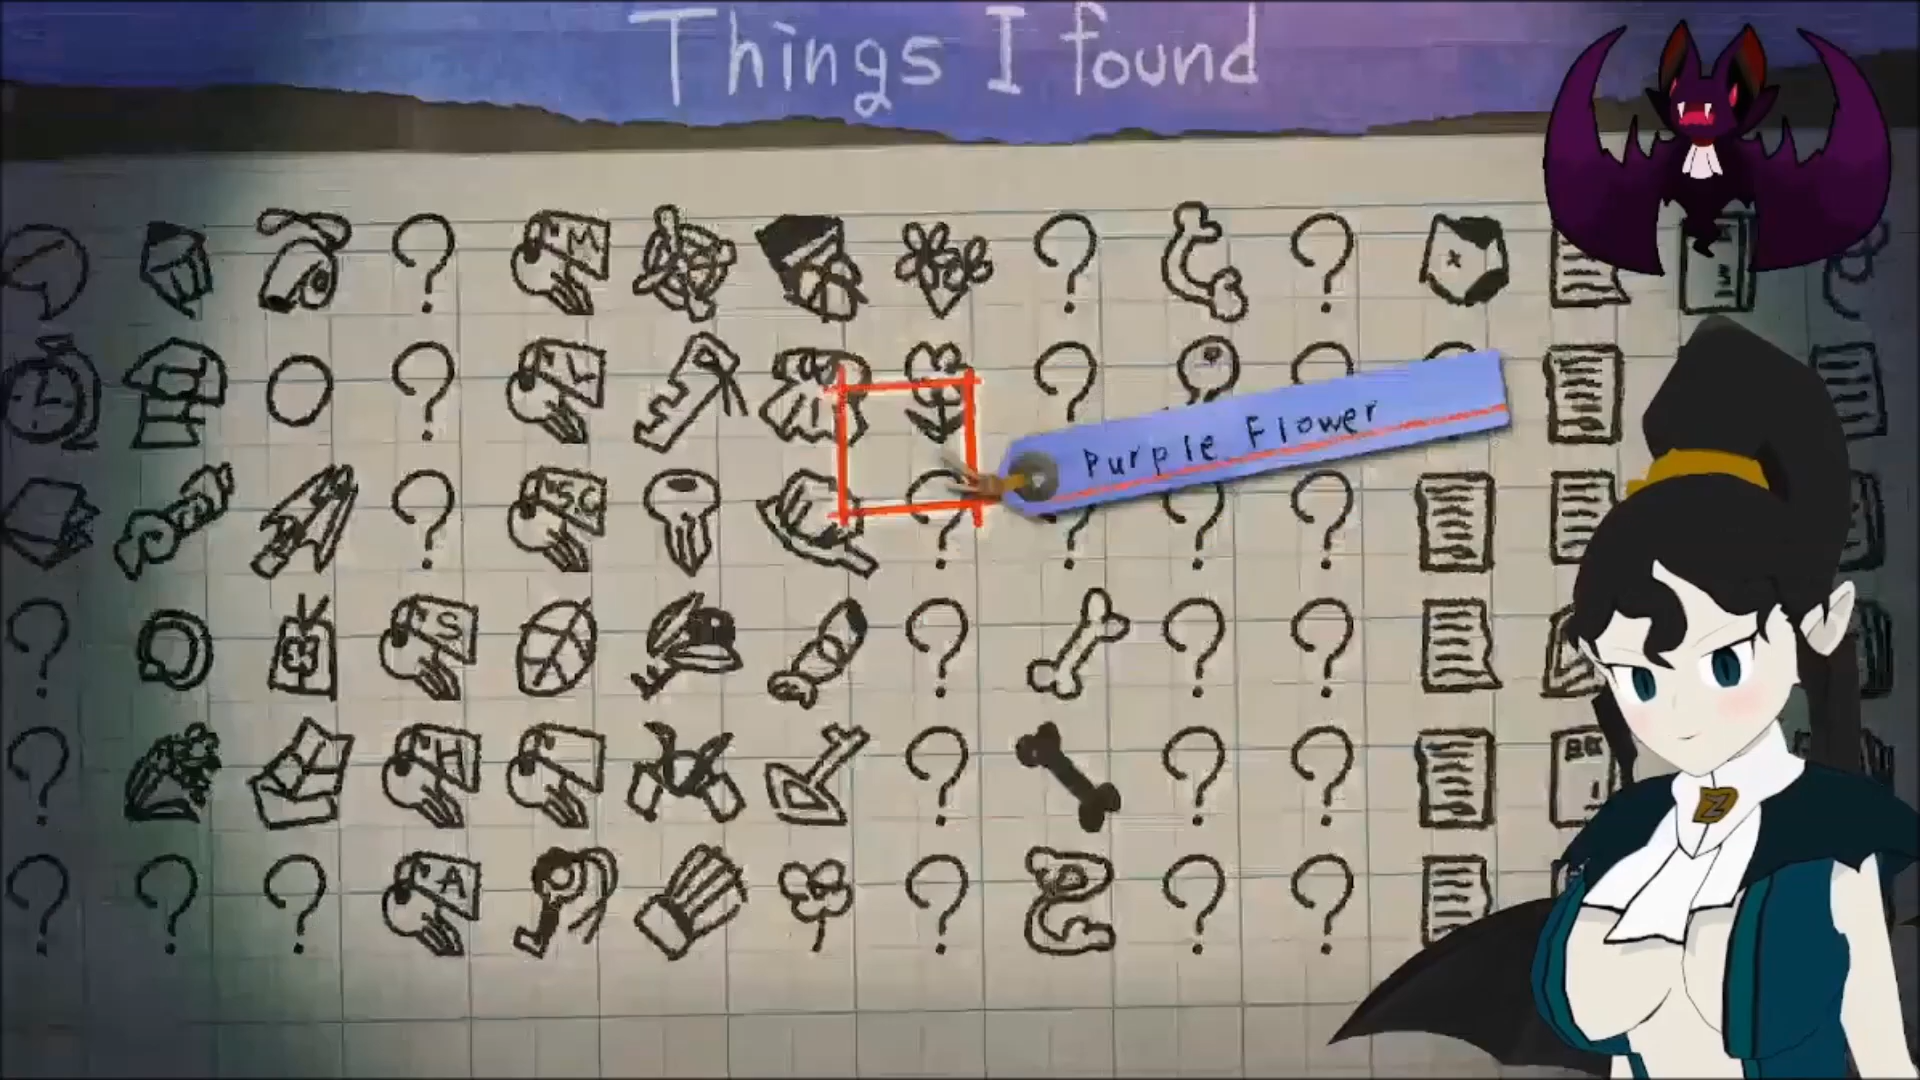 Things I found
? M ? ?
? ?
Purple Flower
? ? ? ? ?
? S ? ? ?
? H ? ? ?
? ? ? A ? ? ?
Z